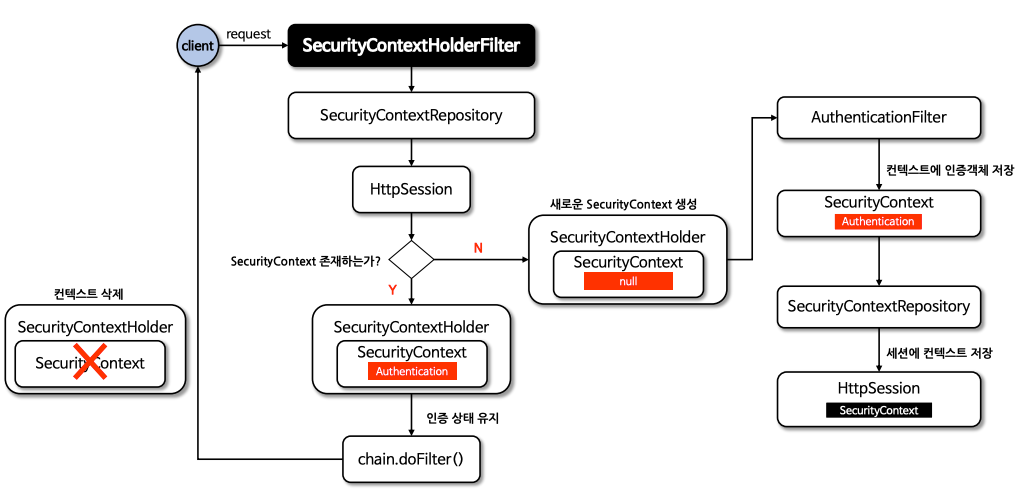 client
request
SecurityContextHolderFilter
SecurityContextRepository
HttpSession
SecurityContext 존재하는가?
N
Y
새로운 SecurityContext 생성
SecurityContextHolder
SecurityContext
null
AuthenticationFilter
컨텍스트에 인증객체 저장
SecurityContext
Authentication
SecurityContextRepository
세션에 컨텍스트 저장
HttpSession
SecurityContext
SecurityContextHolder
SecurityContext
Authentication
인증 상태 유지
chain.doFilter()
컨텍스트 삭제
SecurityContextHolder
SecurityContext